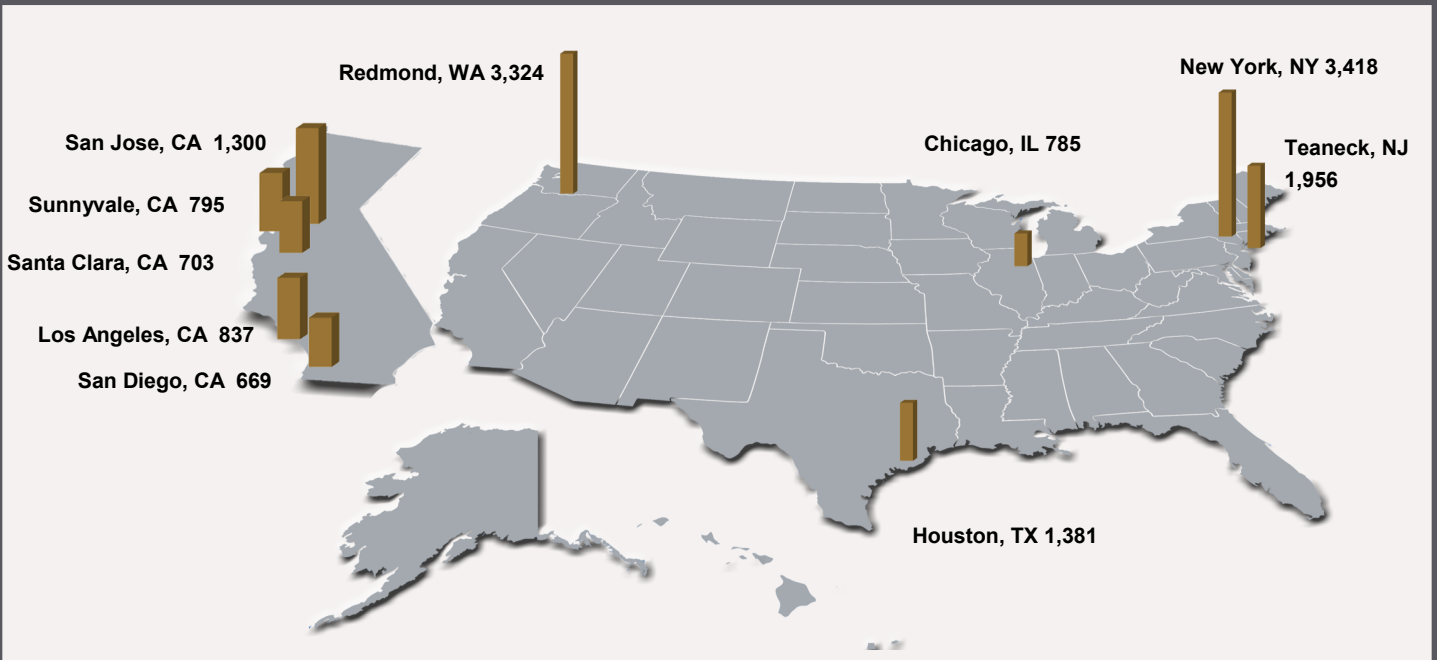 Redmond, WA 3,324
New York, NY 3,418
San Jose, CA 1,300
Chicago, IL 785
Teaneck, NJ
1,956
Sunnyvale, CA 795
Santa Clara, CA 703
Los Angeles, CA 837
San Diego, CA 669
Houston, TX 1,381